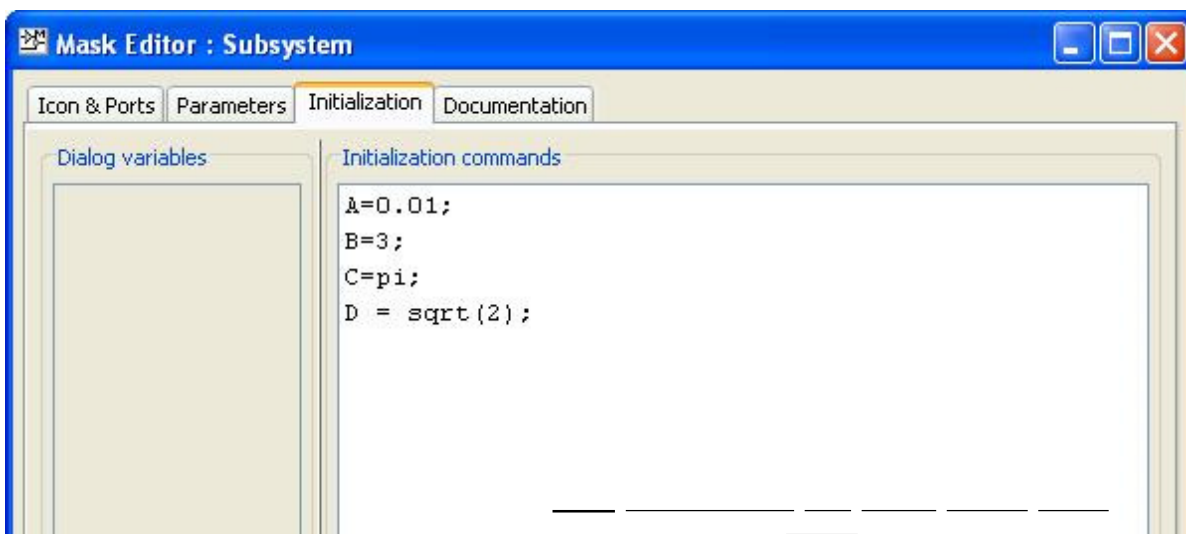 Mask Editor : Subsystem
Icon & Ports Parameters Initialization Documentation
Dialog variables
Initialization commands
A=0.01;
B=3;
C=pi;
D = sqrt(2);